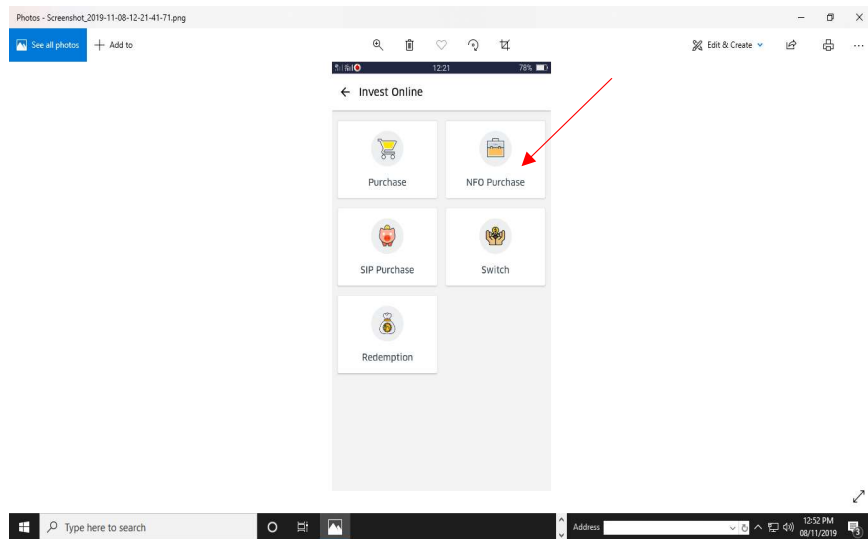 Photos - Screenshot_2019-11-08-12-21-41-71.png
See all photos + Add to Edit & Create
12:21 78%
← Invest Online
Purchase NFO Purchase
SIP Purchase Switch
Redemption
Type here to search Address 12:52 PM
08/11/2019
3